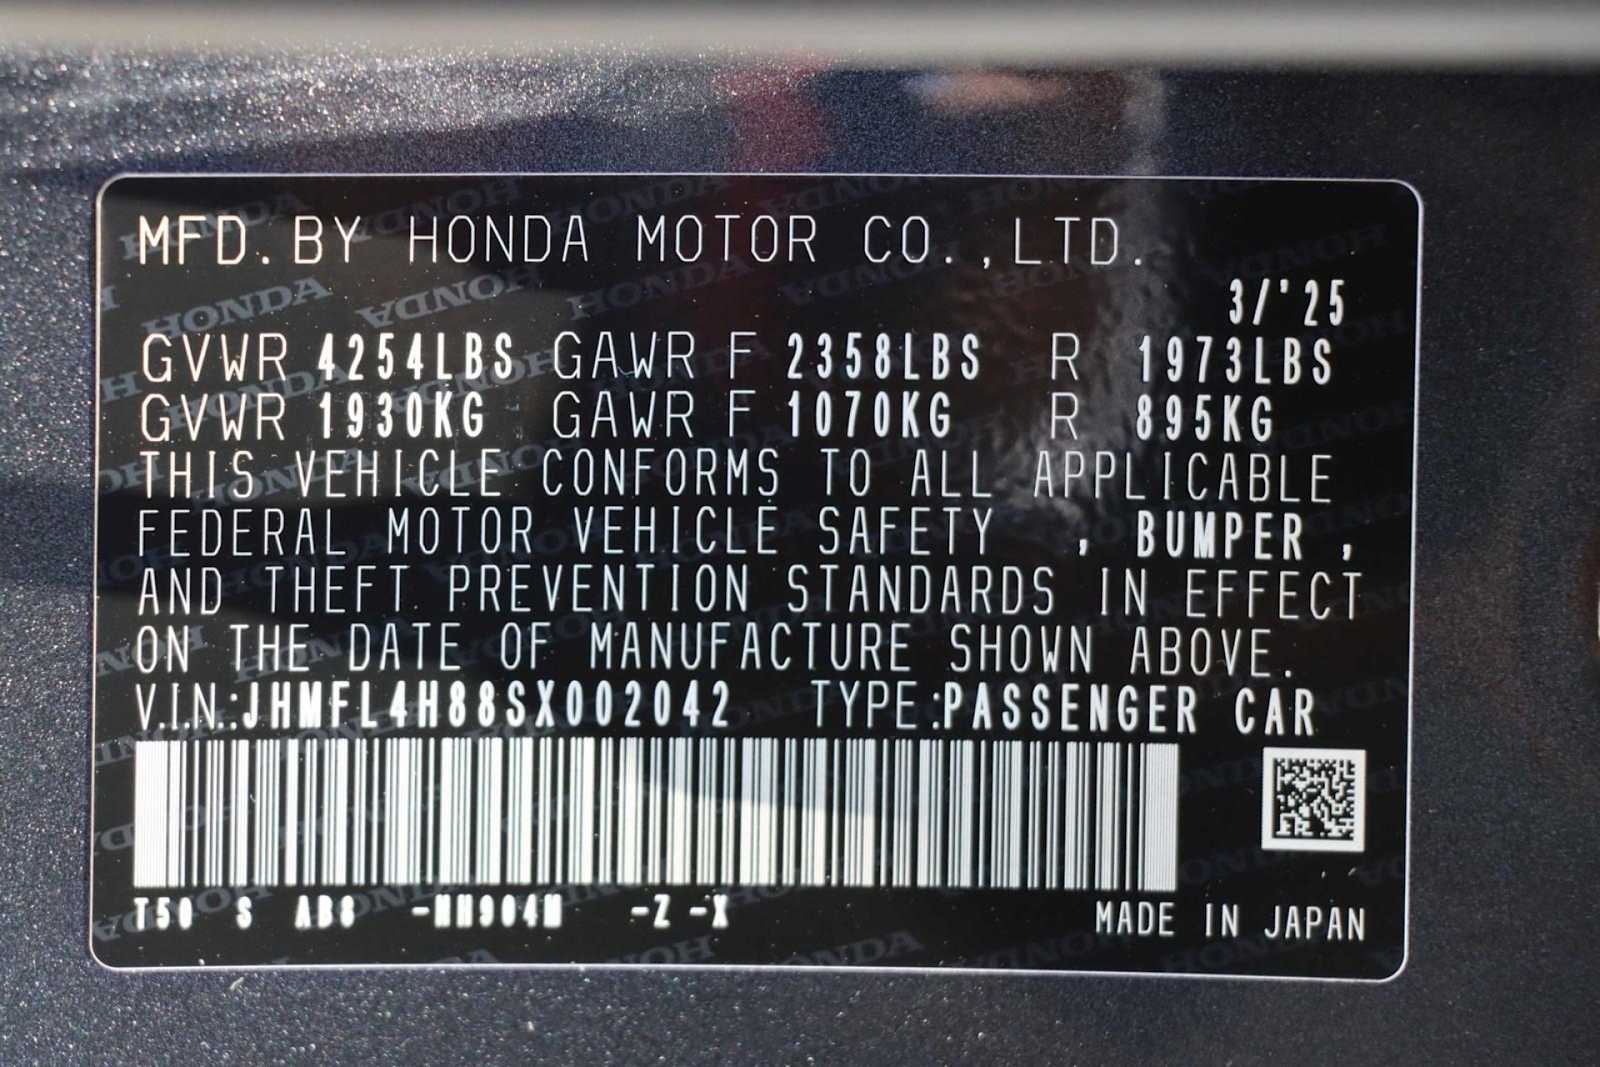 MFD. BY HONDA MOTOR CO.,LTD.
3/'25
GVWR 4254LBS GAWR F 2358LBS R 1973LBS
GVWR 1930KG GAWR F 1070KG R 895KG
THIS VEHICLE CONFORMS TO ALL APPLICABLE
FEDERAL MOTOR VEHICLE SAFETY , BUMPER ,
AND THEFT PREVENTION STANDARDS IN EFFECT
ON THE DATE OF MANUFACTURE SHOWN ABOVE.
V.I.N.:JHMFL4H88SX002042 TYPE:PASSENGER CAR
T50 S AB8 -NH904M -Z -X
MADE IN JAPAN